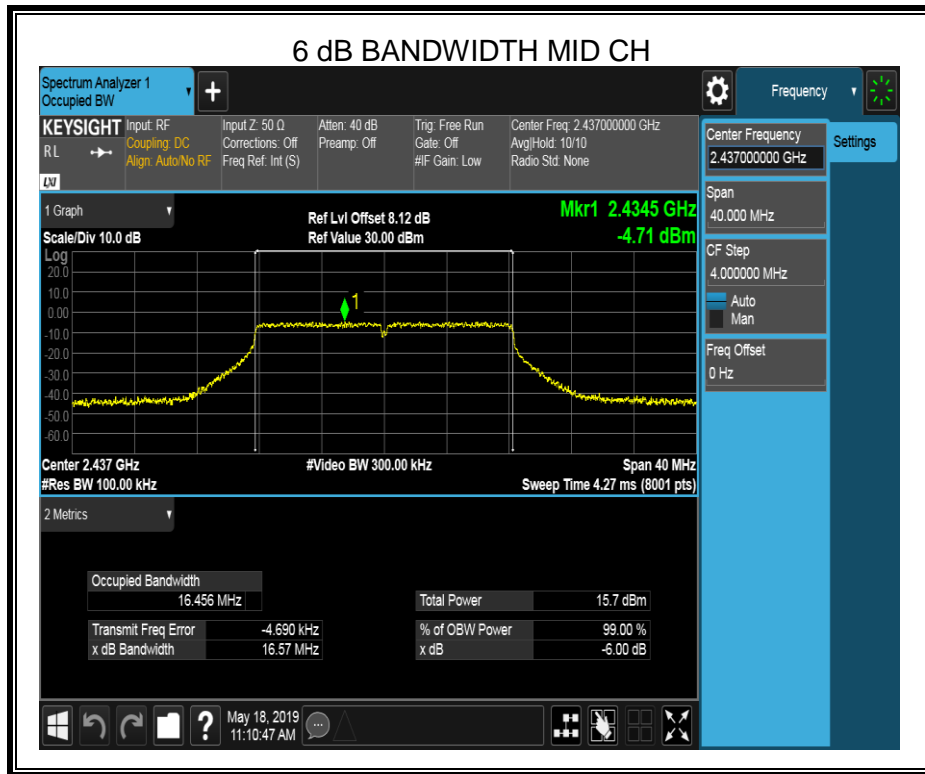 6 dB BANDWIDTH MID CH
Spectrum Analyzer 1
Occupied BW
+
Frequency
KEYSIGHT
RL
LXI
Input: RF
Coupling: DC
Align: Auto/No RF
Input Z: 50 Ω
Corrections: Off
Freq Ref: Int (S)
Atten: 40 dB
Preamp: Off
Trig: Free Run
Gate: Off
#IF Gain: Low
Center Freq: 2.437000000 GHz
Avg|Hold: 10/10
Radio Std: None
Center Frequency
2.437000000 GHz
Settings
Span
40.000 MHz
CF Step
4.000000 MHz
Auto
Man
Freq Offset
0 Hz
1 Graph
Scale/Div 10.0 dB
Ref Lvl Offset 8.12 dB
Ref Value 30.00 dBm
Mkr1 2.4345 GHz
-4.71 dBm
Log
20.0
10.0
0.00
-10.0
-20.0
-30.0
-40.0
-50.0
-60.0
1
Center 2.437 GHz
#Res BW 100.00 kHz
#Video BW 300.00 kHz
Span 40 MHz
Sweep Time 4.27 ms (8001 pts)
2 Metrics
Occupied Bandwidth
16.456 MHz
Transmit Freq Error -4.690 kHz
x dB Bandwidth 16.57 MHz
Total Power 15.7 dBm
% of OBW Power 99.00 %
x dB -6.00 dB
?
May 18, 2019
11:10:47 AM